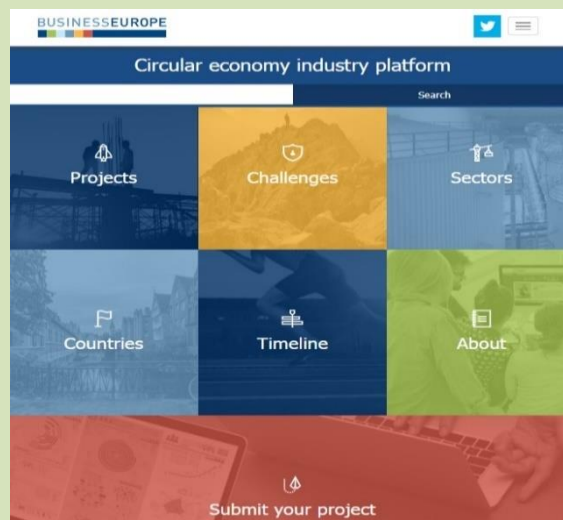 BUSINESSEUROPE
Circular economy industry platform
Search
Projects
Challenges
Sectors
Countries
Timeline
About
Submit your project